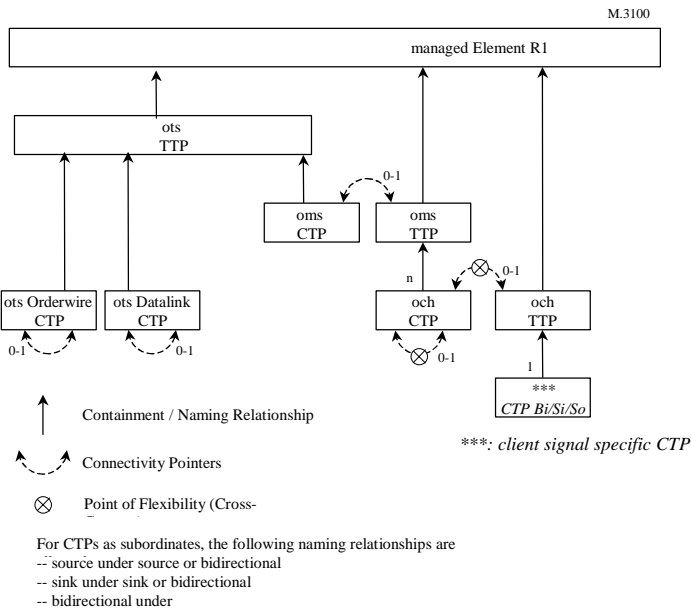 M.3100
managed Element R1
ots
TTP
0-1
oms
CTP
oms
TTP
n
0-1
ots Orderwire
CTP
ots Datalink
CTP
och
CTP
och
TTP
0-1
0-1
0-1
1
***
CTP Bi/Si/So
***: client signal specific CTP
Containment / Naming Relationship
Connectivity Pointers
Point of Flexibility (Cross-
For CTPs as subordinates, the following naming relationships are
-- source under source or bidirectional
-- sink under sink or bidirectional
-- bidirectional under